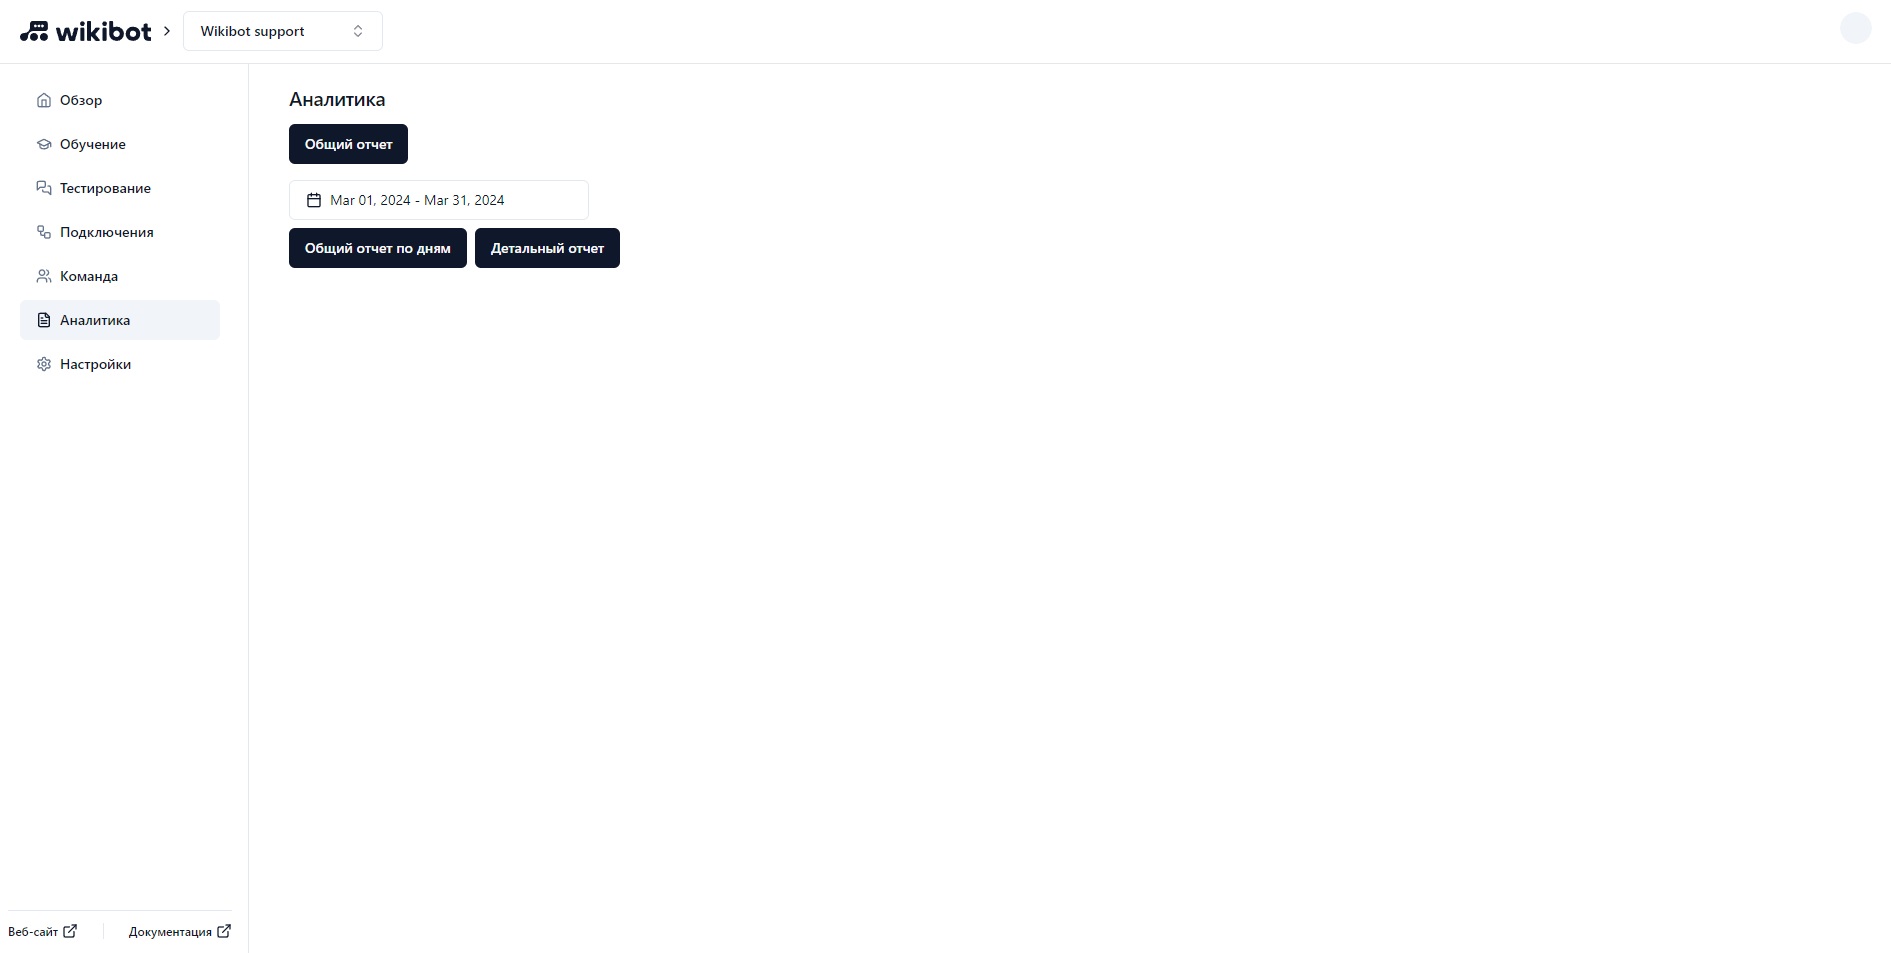 wikibot
Wikibot support
Обзор
Обучение
Тестирование
Подключения
Команда
Аналитика
Настройки
Аналитика
Общий отчет
Mar 01, 2024 - Mar 31, 2024
Общий отчет по дням
Детальный отчет
Веб-сайт
Документация